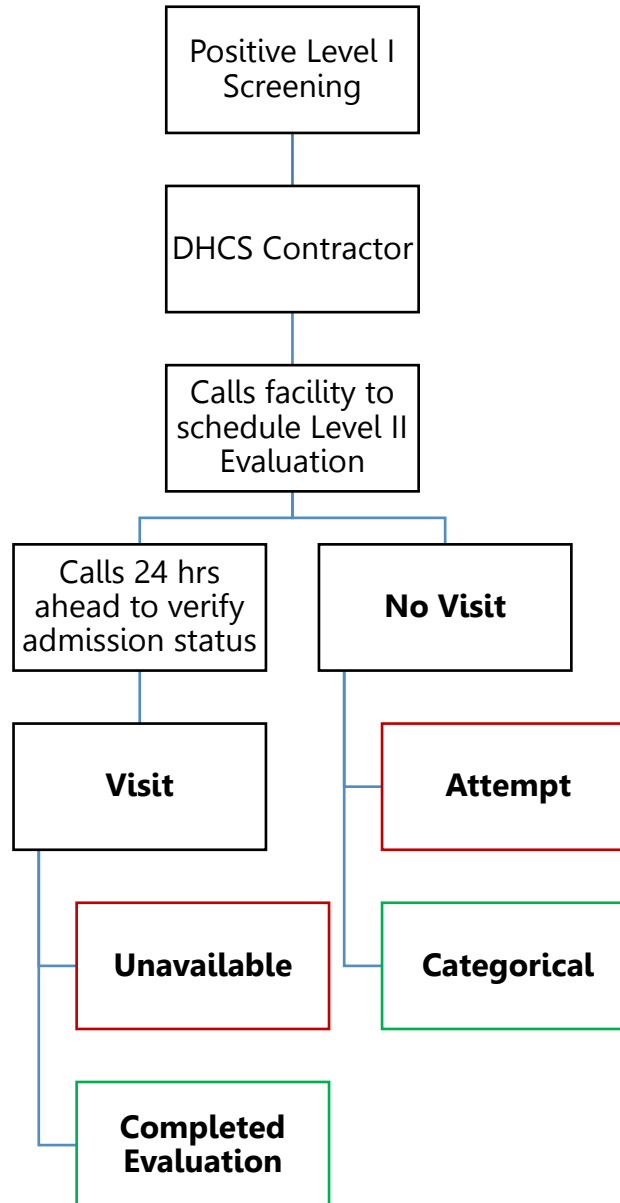 Positive Level I
Screening
DHCS Contractor
Calls facility to
schedule Level II
Evaluation
Calls 24 hrs
ahead to verify
admission status
No Visit
Visit
Attempt
Unavailable
Categorical
Completed
Evaluation